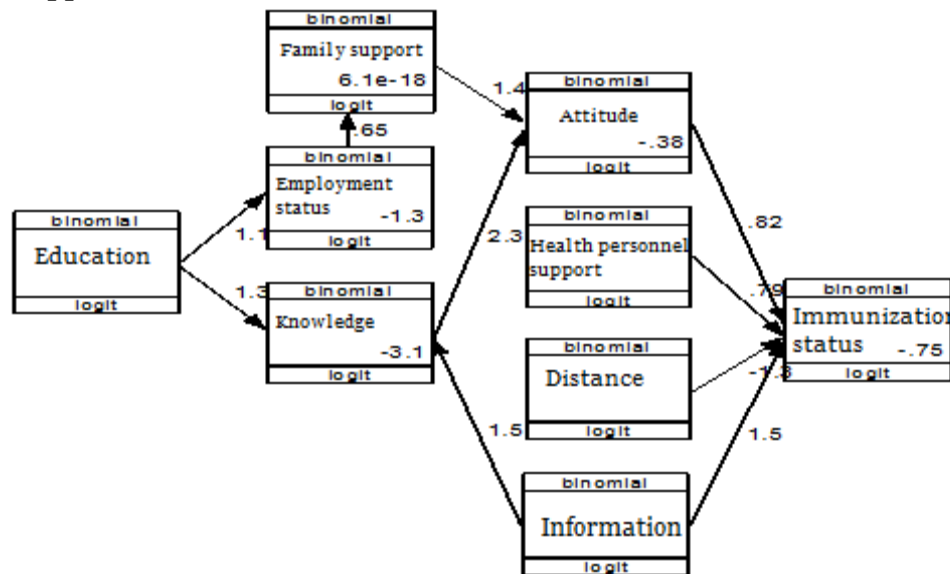 binomial
Family support
6.1e-18
logit
.65
binomial
Employment
status
-1.3
logit
binomial
Education
logit
1.1
1.3
binomial
Knowledge
-3.1
logit
1.4
2.3
1.5
binomial
Attitude
-.38
logit
binomial
Health personnel
support
logit
binomial
Distance
logit
binomial
Information
logit
.82
.79
-1.3
1.5
binomial
Immunization
status
-.75
logit